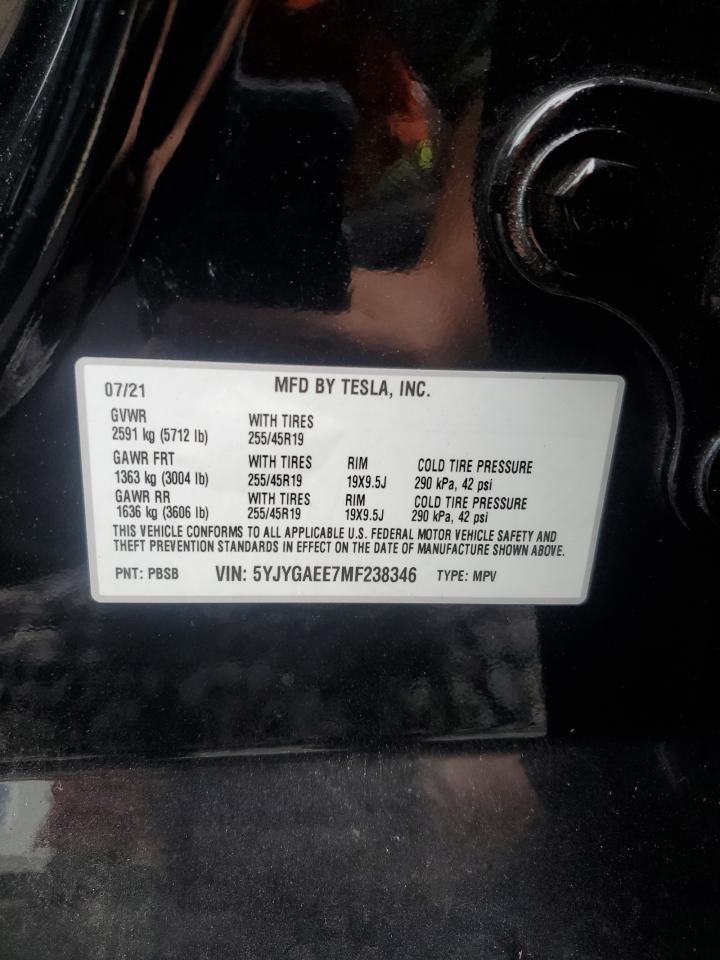 07/21 MFD BY TESLA, INC.
GVWR WITH TIRES
2591 kg (5712 lb) 255/45R19
GAWR FRT WITH TIRES RIM COLD TIRE PRESSURE
1363 kg (3004 lb) 255/45R19 19X9.5J 290 kPa, 42 psi
GAWR RR WITH TIRES RIM COLD TIRE PRESSURE
1636 kg (3606 lb) 255/45R19 19X9.5J 290 kPa, 42 psi
THIS VEHICLE CONFORMS TO ALL APPLICABLE U.S. FEDERAL MOTOR VEHICLE SAFETY AND
THEFT PREVENTION STANDARDS IN EFFECT ON THE DATE OF MANUFACTURE SHOWN ABOVE.
PNT: PBSB VIN: 5YJYGAEE7MF238346 TYPE: MPV